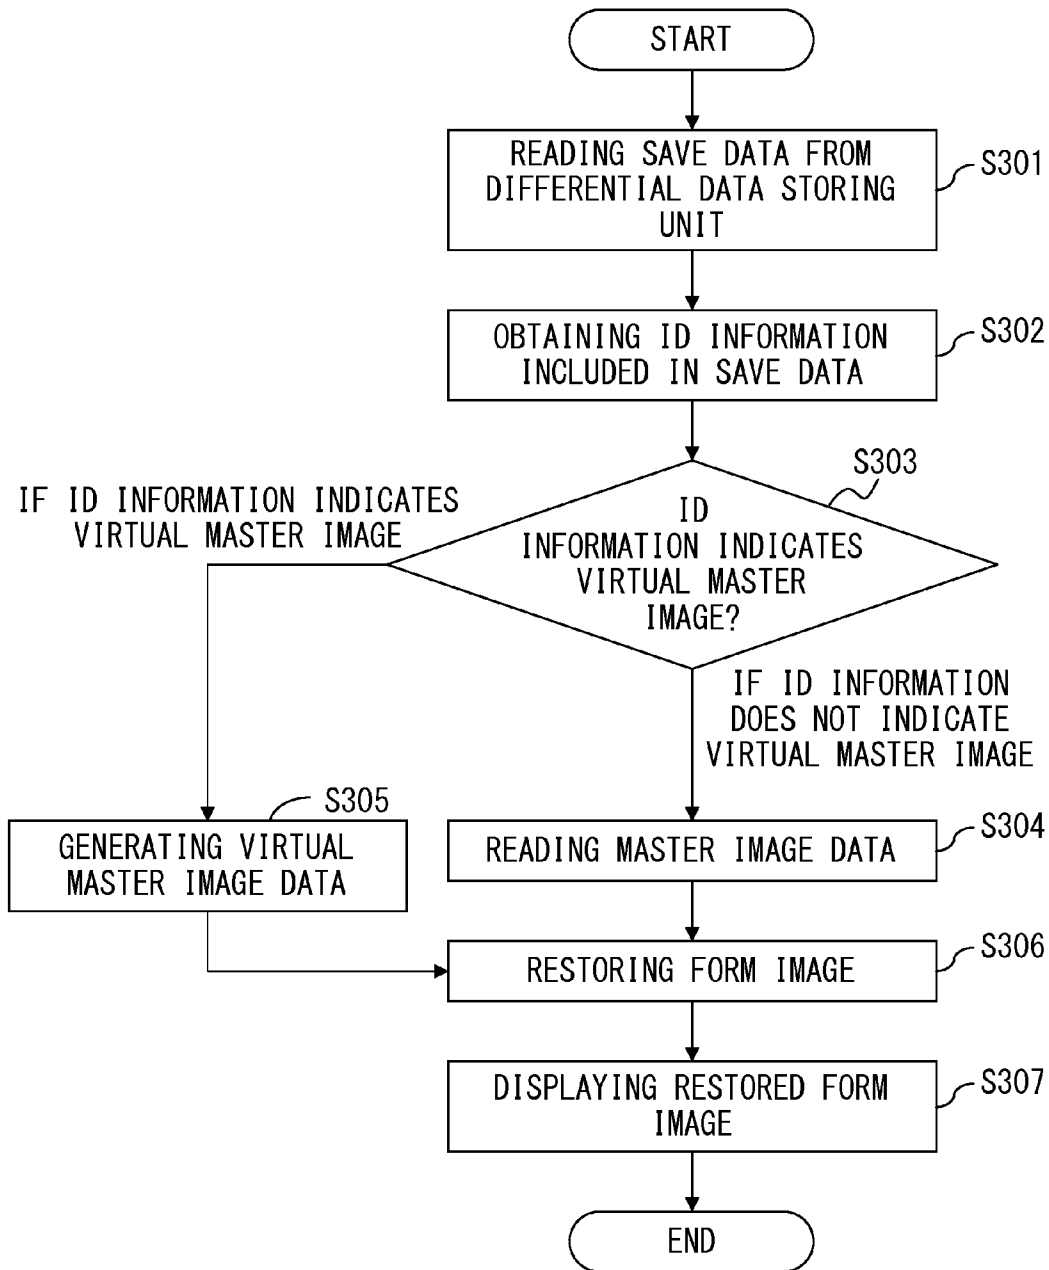 START
READING SAVE DATA FROM
DIFFERENTIAL DATA STORING
UNIT
S301
OBTAINING ID INFORMATION
INCLUDED IN SAVE DATA
S302
S303
IF ID INFORMATION INDICATES
VIRTUAL MASTER IMAGE
ID
INFORMATION INDICATES
VIRTUAL MASTER
IMAGE?
IF ID INFORMATION
DOES NOT INDICATE
VIRTUAL MASTER IMAGE
S305
GENERATING VIRTUAL
MASTER IMAGE DATA
READING MASTER IMAGE DATA
S304
RESTORING FORM IMAGE
S306
DISPLAYING RESTORED FORM
IMAGE
S307
END